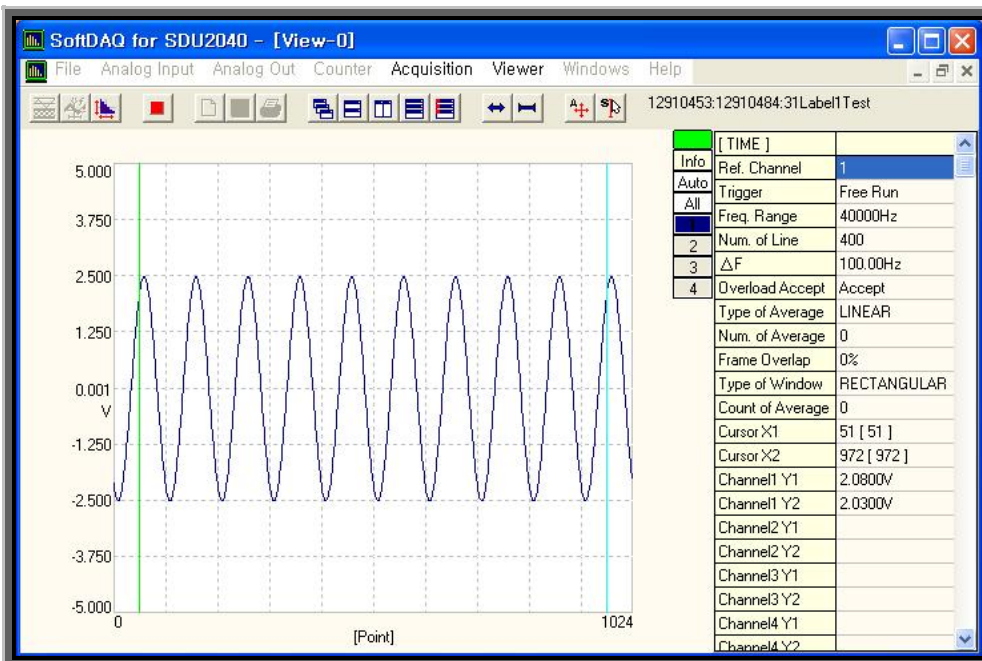 SoftDAQ for SDU2040 - [View-0]
File Analog Input Analog Out Counter Acquisition Viewer Windows Help
12910453:12910484:31Label1Test
5.000
3.750
2.500
1.250
0.001
V
-1.250
-2.500
-3.750
-5.000
0
1024
[Point]
Info
Auto
All
1
2
3
4
[ TIME ]
Ref. Channel 1
Trigger Free Run
Freq. Range 40000Hz
Num. of Line 400
△F 100.00Hz
Overload Accept Accept
Type of Average LINEAR
Num. of Average 0
Frame Overlap 0%
Type of Window RECTANGULAR
Count of Average 0
Cursor X1 51 [ 51 ]
Cursor X2 972 [ 972 ]
Channel1 Y1 2.0800V
Channel1 Y2 2.0300V
Channel2 Y1
Channel2 Y2
Channel3 Y1
Channel3 Y2
Channel4 Y1
Channel4 Y2